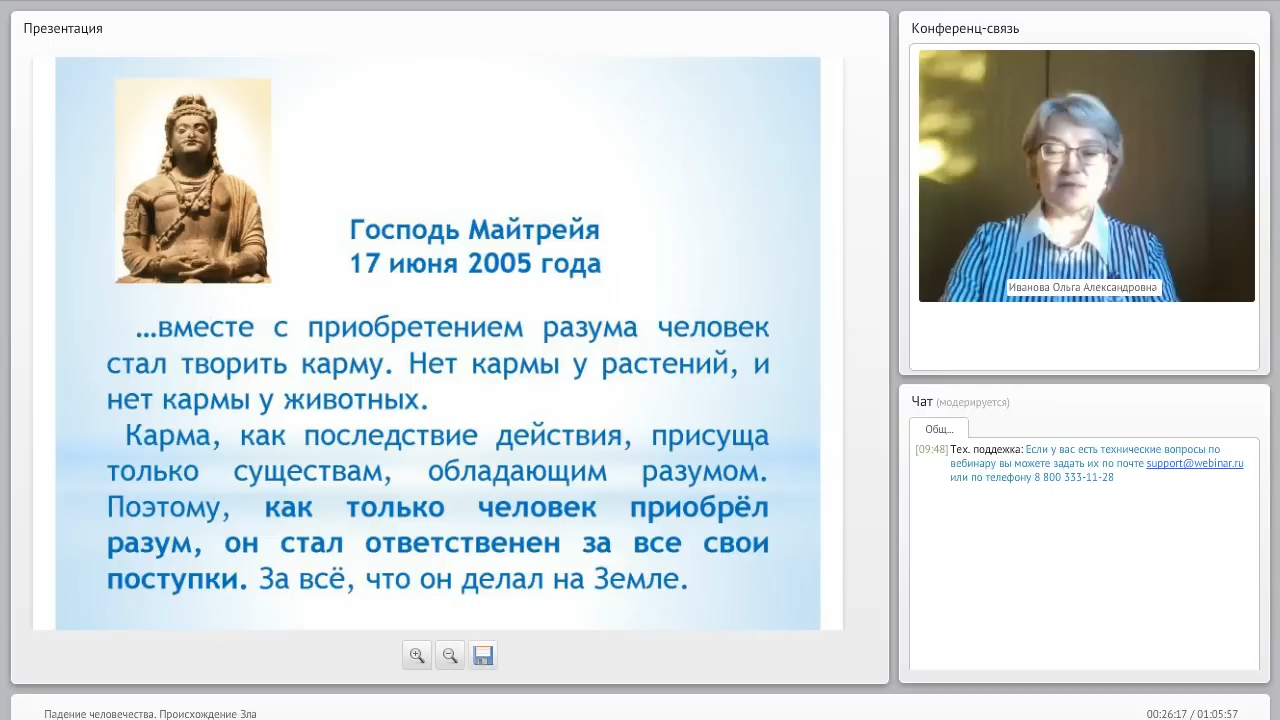 Презентация
Господь Майтрейя
17 июня 2005 года
…вместе с приобретением разума человек
стал творить карму. Нет кармы у растений, и
нет кармы у животных.
Карма, как последствие действия, присуща
только существам, обладающим разумом.
Поэтому, как только человек приобрёл
разум, он стал ответственен за все свои
поступки. За всё, что он делал на Земле.
Конференц-связь
Иванова Ольга Александровна
Чат (модерируется)
Общ...
[09:48] Тех. поддежка: Если у вас есть технические вопросы по
вебинару вы можете задать их по почте support@webinar.ru
или по телефону 8 800 333-11-28
Падение человечества. Происхождение Зла
00:26:17 / 01:05:57